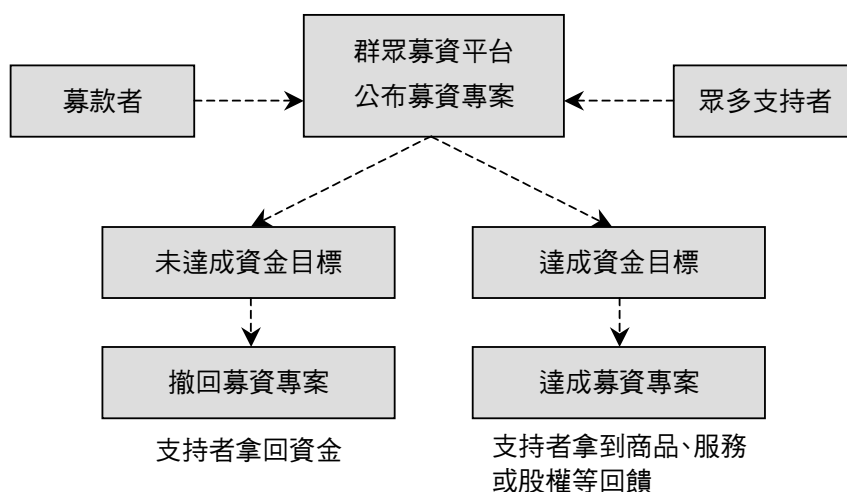 群眾募資平台
公布募資專案
募款者
眾多支持者
未達成資金目標
達成資金目標
撤回募資專案
達成募資專案
支持者拿回資金
支持者拿到商品、服務
或股權等回饋